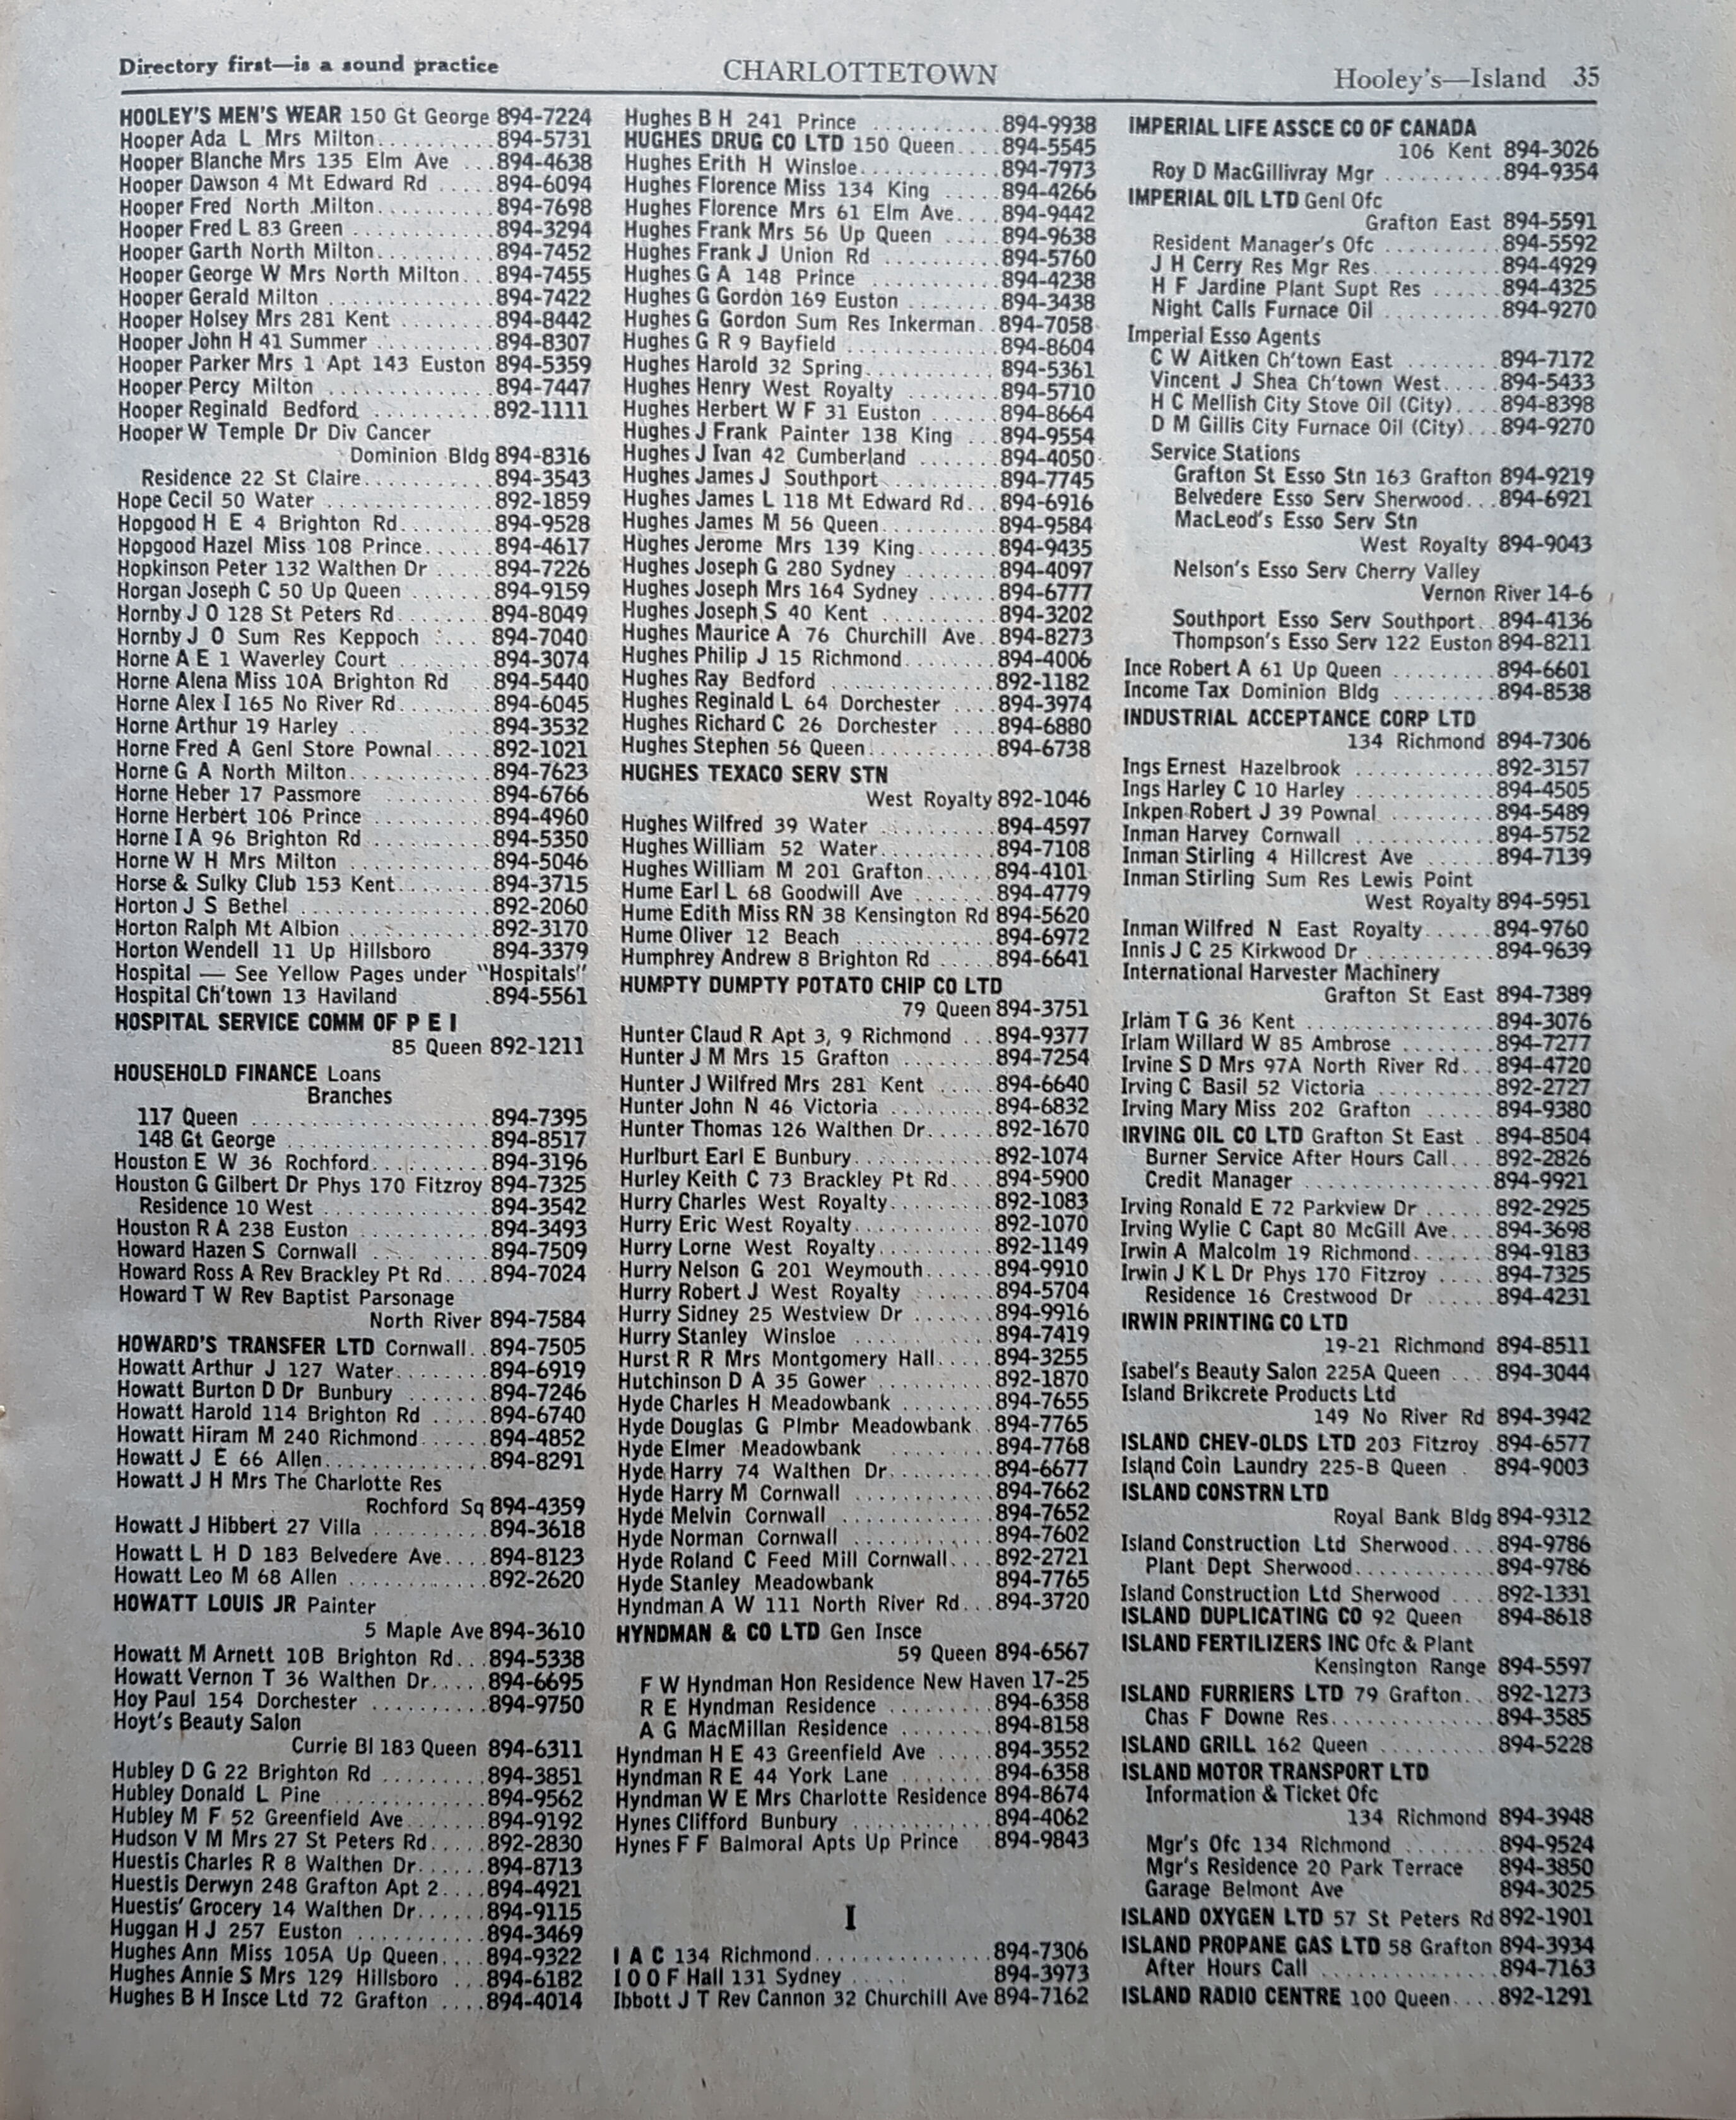 Directory first—is a sound practice
CHARLOTTETOWN
Hooley's—Island 35
HOOLEY'S MEN'S WEAR 150 Gt George 894-7224
Hooper Ada L Mrs Milton..........894-5731
Hooper Blanche Mrs 135 Elm Ave ...894-4638
Hooper Dawson 4 Mt Edward Rd .....894-6094
Hooper Fred North Milton..........894-7698
Hooper Fred L 83 Green ............894-3294
Hooper Garth North Milton..........894-7452
Hooper George W Mrs North Milton...894-7455
Hooper Gerald Milton ..............894-7422
Hooper Holsey Mrs 281 Kent ........894-8442
Hooper John H 41 Summer ..........894-8307
Hooper Parker Mrs 1 Apt 143 Euston 894-5359
Hooper Percy Milton ..............894-7447
Hooper Reginald Bedford ..........892-1111
Hooper W Temple Dr Div Cancer
Dominion Bldg 894-8316
Residence 22 St Claire...........894-3543
Hope Cecil 50 Water ..............892-1859
Hopgood H E 4 Brighton Rd........894-9528
Hopgood Hazel Miss 108 Prince......894-4617
Hopkinson Peter 132 Walthen Dr .....894-7226
Horgan Joseph C 50 Up Queen .......894-9159
Hornby J O 128 St Peters Rd........894-8049
Hornby J O Sum Res Keppoch ....894-7040
Horne A E 1 Waverley Court ........894-3074
Horne Alena Miss 10A Brighton Rd ..894-5440
Horne Alex I 165 No River Rd........894-6045
Horne Arthur 19 Harley ..894-3532
Horne Fred A Genl Store Pownal.....892-1021
Horne G A North Milton............894-7623
Horne Heber 17 Passmore .........894-6766
Horne Herbert 106 Prince ..........894-4960
Horne I A 96 Brighton Rd ..........894-5350
Horne W H Mrs Milton ............894-5046
Horse & Sulky Club 153 Kent........894-3715
Horton J S Bethel ................892-2060
Horton Ralph Mt Albion ............892-3170
Horton Wendell 11 Up Hillsboro 894-3379
Hospital — See Yellow Pages under "Hospitals"
Hospital Ch'town 13 Haviland .894-5561
HOSPITAL SERVICE COMM OF P E I
85 Queen 892-1211
HOUSEHOLD FINANCE Loans
Branches
117 Queen .....................894-7395
148 Gt George ..................894-8517
Houston E W 36 Rochford..........894-3196
Houston G Gilbert Dr Phys 170 Fitzroy 894-7325
Residence 10 West ..............894-3542
Houston R A 238 Euston ............894-3493
Howard Hazen S Cornwall ..........894-7509
Howard Ross A Rev Brackley Pt Rd....894-7024
Howard T W Rev Baptist Parsonage
North River 894-7584
HOWARD'S TRANSFER LTD Cornwall..894-7505
Howatt Arthur J 127 Water..........894-6919
Howatt Burton D Dr Bunbury .......894-7246
Howatt Harold 114 Brighton Rd .....894-6740
Howatt Hiram M 240 Richmond......894-4852
Howatt J E 66 Allen..............894-8291
Howatt J H Mrs The Charlotte Res
Rochford Sq 894-4359
Howatt J Hibbert 27 Villa ..........894-3618
Howatt L H D 183 Belvedere Ave....894-8123
Howatt Leo M 68 Allen ............892-2620
HOWATT LOUIS JR Painter
5 Maple Ave 894-3610
Howatt M Arnett 10B Brighton Rd...894-5338
Howatt Vernon T 36 Walthen Dr.....894-6695
Hoy Paul 154 Dorchester ..........894-9750
Hoyt's Beauty Salon
Currie Bl 183 Queen 894-6311
Hubley D G 22 Brighton Rd .........894-3851
Hubley Donald L Pine ............894-9562
Hubley M F 52 Greenfield Ave.......894-9192
Hudson V M Mrs 27 St Peters Rd.....892-2830
Huestis Charles R 8 Walthen Dr......894-8713
Huestis Derwyn 248 Grafton Apt 2....894-4921
Huestis' Grocery 14 Walthen Dr......894-9115
Huggan H J 257 Euston ............894-3469
Hughes Ann Miss 105A Up Queen....894-9322
Hughes Annie S Mrs 129 Hillsboro ...894-6182
Hughes B H Insce Ltd 72 Grafton ....894-4014
Hughes B H 241 Prince ...........894-9938
HUGHES DRUG CO LTD 150 Queen....894-5545
Hughes Erith H Winsloe............894-7973
Hughes Florence Miss 134 King .....894-4266
Hughes Florence Mrs 61 Elm Ave....894-9442
Hughes Frank Mrs 56 Up Queen .....894-9638
Hughes Frank J Union Rd ..........894-5760
Hughes G A 148 Prince ............894-4238
Hughes G Gordon 169 Euston ........894-3438
Hughes G Gordon Sum Res Inkerman..894-7058
Hughes G R 9 Bayfield .............894-8604
Hughes Harold 32 Spring...........894-5361
Hughes Henry West Royalty ........894-5710
Hughes Herbert W F 31 Euston ......894-8664
Hughes J Frank Painter 138 King ...894-9554
Hughes J Ivan 42 Cumberland .......894-4050
Hughes James J Southport..........894-7745
Hughes James L 118 Mt Edward Rd...894-6916
Hughes James M 56 Queen..........894-9584
Hughes Jerome Mrs 139 King.......894-9435
Hughes Joseph G 280 Sydney ........894-4097
Hughes Joseph Mrs 164 Sydney ......894-6777
Hughes Joseph S 40 Kent ..........894-3202
Hughes Maurice A 76 Churchill Ave..894-8273
Hughes Philip J 15 Richmond........894-4006
Hughes Ray Bedford ..............892-1182
Hughes Reginald L 64 Dorchester ....894-3974
Hughes Richard C 26 Dorchester ....894-6880
Hughes Stephen 56 Queen...........894-6738
HUGHES TEXACO SERV STN
West Royalty 892-1046
Hughes Wilfred 39 Water ..........894-4597
Hughes William 52 Water..........894-7108
Hughes William M 201 Grafton......894-4101
Hume Earl L 68 Goodwill Ave ........894-4779
Hume Edith Miss RN 38 Kensington Rd 894-5620
Hume Oliver 12 Beach ............894-6972
Humphrey Andrew 8 Brighton Rd .....894-6641
HUMPTY DUMPTY POTATO CHIP CO LTD
79 Queen 894-3751
Hunter Claud R Apt 3, 9 Richmond ...894-9377
Hunter J M Mrs 15 Grafton ........894-7254
Hunter J Wilfred Mrs 281 Kent .....894-6640
Hunter John N 46 Victoria ..........894-6832
Hunter Thomas 126 Walthen Dr......892-1670
Hurlburt Earl E Bunbury............892-1074
Hurley Keith C 73 Brackley Pt Rd....894-5900
Hurry Charles West Royalty..........892-1083
Hurry Eric West Royalty............892-1070
Hurry Lorne West Royalty..........892-1149
Hurry Nelson G 201 Weymouth......894-9910
Hurry Robert J West Royalty .......894-5704
Hurry Sidney 25 Westview Dr ........894-9916
Hurry Stanley Winsloe ............894-7419
Hurst R R Mrs Montgomery Hall.....894-3255
Hutchinson D A 35 Gower ..........892-1870
Hyde Charles H Meadowbank ........894-7655
Hyde Douglas G Plmbr Meadowbank..894-7765
Hyde Elmer Meadowbank ..........894-7768
Hyde Harry 74 Walthen Dr..........894-6677
Hyde Harry M Cornwall ............894-7662
Hyde Melvin Cornwall ..............894-7652
Hyde Norman Cornwall ............894-7602
Hyde Roland C Feed Mill Cornwall....892-2721
Hyde Stanley Meadowbank 894-7765
Hyndman A W 111 North River Rd...894-3720
HYNDMAN & CO LTD Gen Insce
59 Queen 894-6567
F W Hyndman Hon Residence New Haven 17-25
R E Hyndman Residence ..........894-6358
A G MacMillan Residence ........894-8158
Hyndman H E 43 Greenfield Ave .....894-3552
Hyndman R E 44 York Lane ........894-6358
Hyndman W E Mrs Charlotte Residence 894-8674
Hynes Clifford Bunbury ............894-4062
Hynes F F Balmoral Apts Up Prince ..894-9843
I
I A C 134 Richmond...............894-7306
I O O F Hall 131 Sydney .....894-3973
Ibbott J T Rev Cannon 32 Churchill Ave 894-7162
IMPERIAL LIFE ASSCE CO OF CANADA
106 Kent 894-3026
Roy D MacGillivray Mgr ..........894-9354
IMPERIAL OIL LTD Genl Ofc
Grafton East 894-5591
Resident Manager's Ofc ..........894-5592
J H Cerry Res Mgr Res...........894-4929
H F Jardine Plant Supt Res ......894-4325
Night Calls Furnace Oil ..........894-9270
Imperial Esso Agents
C W Aitken Ch'town East ........894-7172
Vincent J Shea Ch'town West.....894-5433
H C Mellish City Stove Oil (City)....894-8398
D M Gillis City Furnace Oil (City)...894-9270
Service Stations
Grafton St Esso Stn 163 Grafton 894-9219
Belvedere Esso Serv Sherwood...894-6921
MacLeod's Esso Serv Stn
West Royalty 894-9043
Nelson's Esso Serv Cherry Valley
Vernon River 14-6
Southport Esso Serv Southport..894-4136
Thompson's Esso Serv 122 Euston 894-8211
Ince Robert A 61 Up Queen .........894-6601
Income Tax Dominion Bldg .........894-8538
INDUSTRIAL ACCEPTANCE CORP LTD
134 Richmond 894-7306
Ings Ernest Hazelbrook ............892-3157
Ings Harley C 10 Harley ............894-4505
Inkpen Robert J 39 Pownal ..........894-5489
Inman Harvey Cornwall ............894-5752
Inman Stirling 4 Hillcrest Ave ......894-7139
Inman Stirling Sum Res Lewis Point
West Royalty 894-5951
Inman Wilfred N East Royalty......894-9760
Innis J C 25 Kirkwood Dr ...........894-9639
International Harvester Machinery
Grafton St East 894-7389
Irlam T G 36 Kent ................894-3076
Irlam Willard W 85 Ambrose ........894-7277
Irvine S D Mrs 97A North River Rd...894-4720
Irving C Basil 52 Victoria ..........892-2727
Irving Mary Miss 202 Grafton ......894-9380
IRVING OIL CO LTD Grafton St East ..894-8504
Burner Service After Hours Call....892-2826
Credit Manager ................894-9921
Irving Ronald E 72 Parkview Dr ......892-2925
Irving Wylie C Capt 80 McGill Ave....894-3698
Irwin A Malcolm 19 Richmond.......894-9183
Irwin J K L Dr Phys 170 Fitzroy .....894-7325
Residence 16 Crestwood Dr ......894-4231
IRWIN PRINTING CO LTD
19-21 Richmond 894-8511
Isabel's Beauty Salon 225A Queen ....894-3044
Island Brikcrete Products Ltd
149 No River Rd 894-3942
ISLAND CHEV-OLDS LTD 203 Fitzroy .894-6577
Island Coin Laundry 225-B Queen . 894-9003
ISLAND CONSTRN LTD
Royal Bank Bldg 894-9312
Island Construction Ltd Sherwood....894-9786
Plant Dept Sherwood............894-9786
Island Construction Ltd Sherwood ....892-1331
ISLAND DUPLICATING CO 92 Queen 894-8618
ISLAND FERTILIZERS INC Ofc & Plant
Kensington Range 894-5597
ISLAND FURRIERS LTD 79 Grafton...892-1273
Chas F Downe Res..............894-3585
ISLAND GRILL 162 Queen ..........894-5228
ISLAND MOTOR TRANSPORT LTD
Information & Ticket Ofc
134 Richmond 894-3948
Mgr's Ofc 134 Richmond ........894-9524
Mgr's Residence 20 Park Terrace 894-3850
Garage Belmont Ave 894-3025
ISLAND OXYGEN LTD 57 St Peters Rd 892-1901
ISLAND PROPANE GAS LTD 58 Grafton 894-3934
After Hours Call ...............894-7163
ISLAND RADIO CENTRE 100 Queen....892-1291